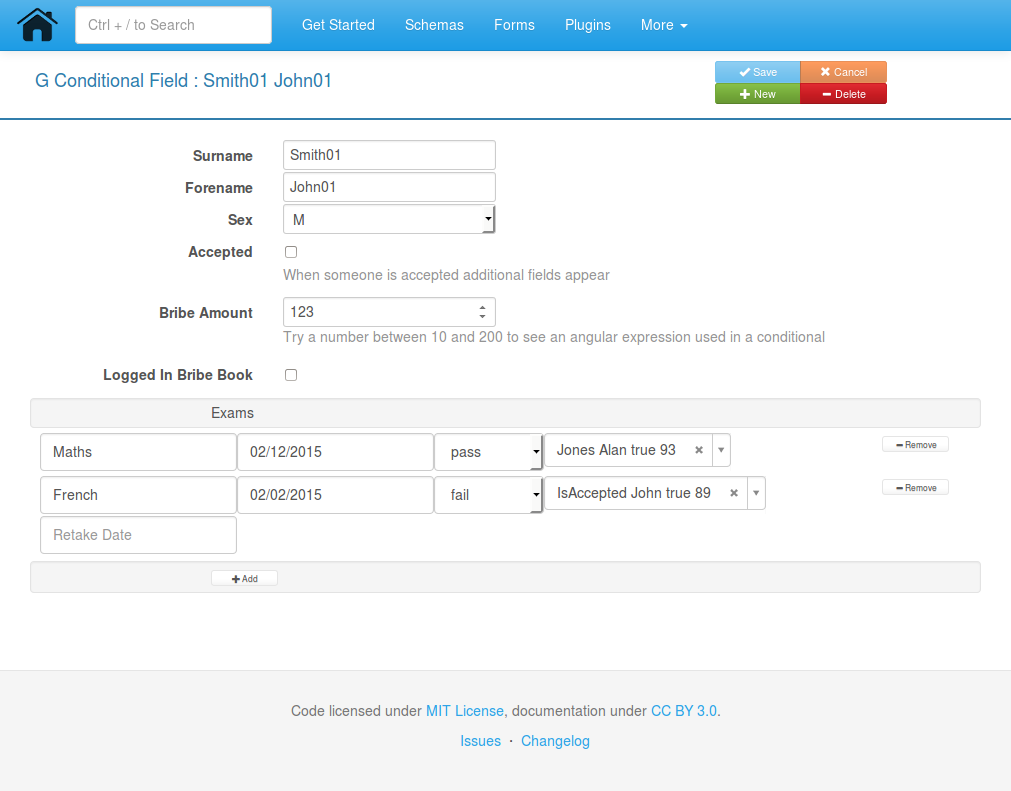 Ctrl + / to Search Get Started Schemas Forms Plugins More
G Conditional Field : Smith01 John01
Save Cancel
New Delete
Surname Smith01
Forename John01
Sex M
Accepted
When someone is accepted additional fields appear
Bribe Amount 123
Try a number between 10 and 200 to see an angular expression used in a conditional
Logged In Bribe Book
Exams
Maths 02/12/2015 pass Jones Alan true 93 Remove
French 02/02/2015 fail IsAccepted John true 89 Remove
Retake Date
Add
Code licensed under MIT License, documentation under CC BY 3.0.
Issues · Changelog